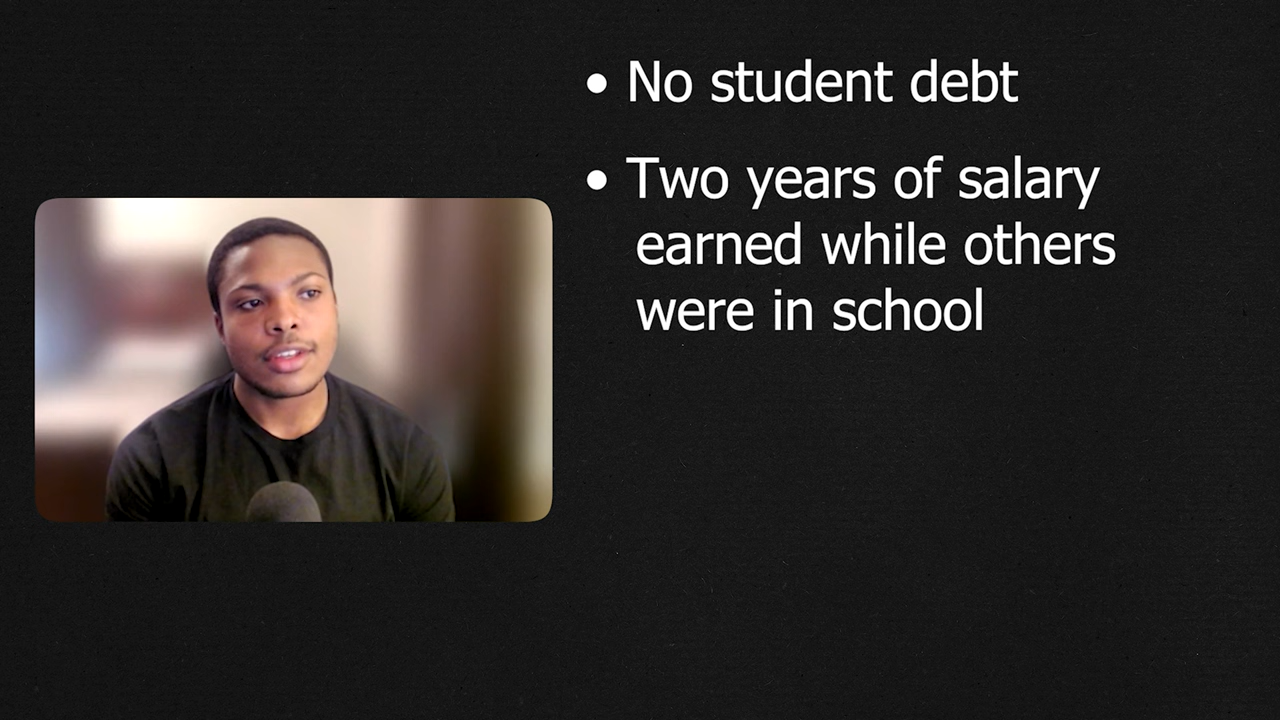 • No student debt
• Two years of salary
earned while others
were in school